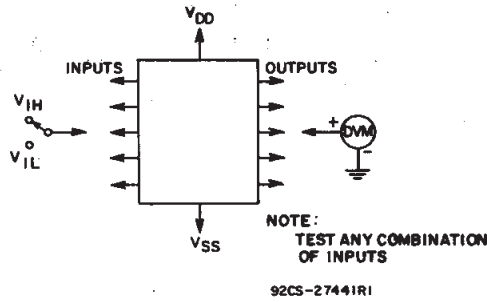 VDD
INPUTS
OUTPUTS
VIH
VIL
+
DVM
-
VSS
NOTE:
TEST ANY COMBINATION
OF INPUTS
92CS-27441R1